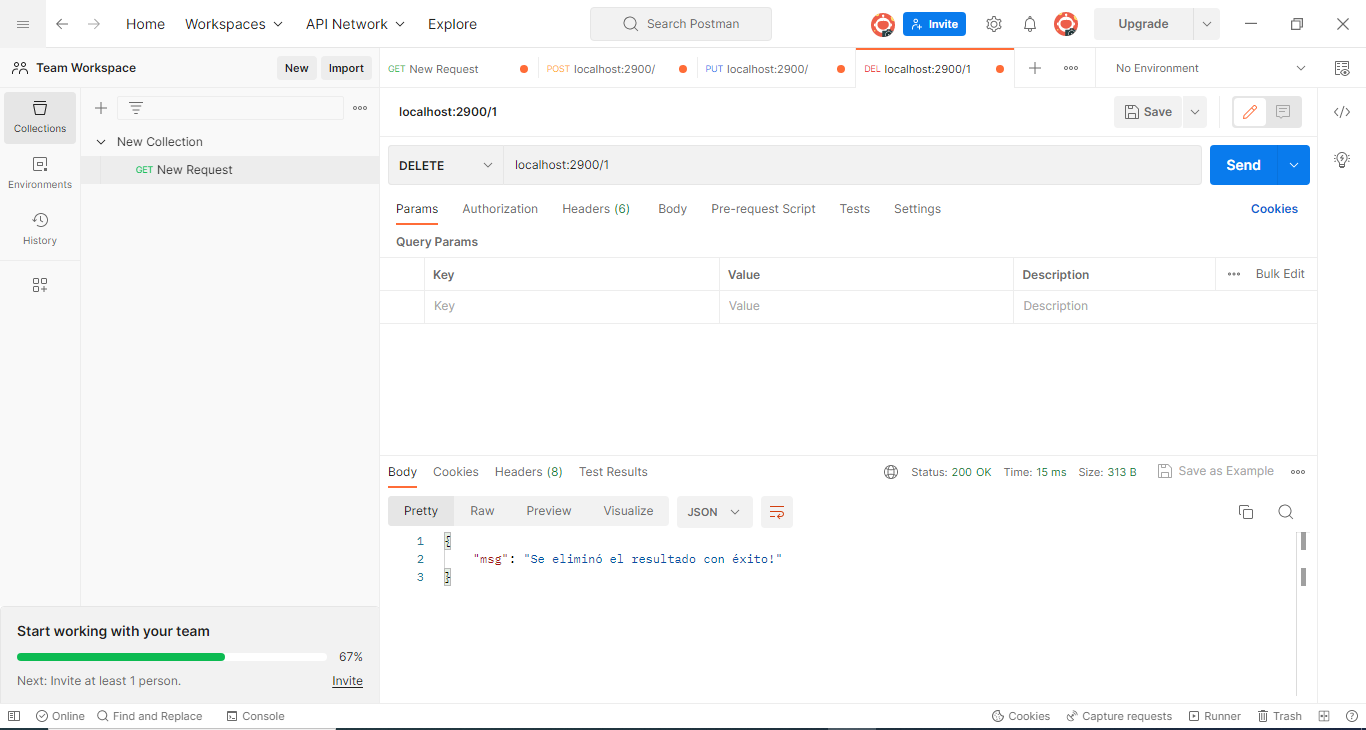 Home Workspaces API Network Explore Search Postman Invite Upgrade
Team Workspace New Import GET New Request POST localhost:2900/ PUT localhost:2900/ DEL localhost:2900/1 No Environment
Collections
Environments
History
New Collection
GET New Request
localhost:2900/1 Save
DELETE localhost:2900/1 Send
Params Authorization Headers (6) Body Pre-request Script Tests Settings Cookies
Query Params
Key Value Description Bulk Edit
Key Value Description
Body Cookies Headers (8) Test Results Status: 200 OK Time: 15 ms Size: 313 B Save as Example
Pretty Raw Preview Visualize JSON
1 {
2 "msg": "Se eliminó el resultado con éxito!"
3 }
Start working with your team
67%
Next: Invite at least 1 person. Invite
Online Find and Replace Console Cookies Capture requests Runner Trash